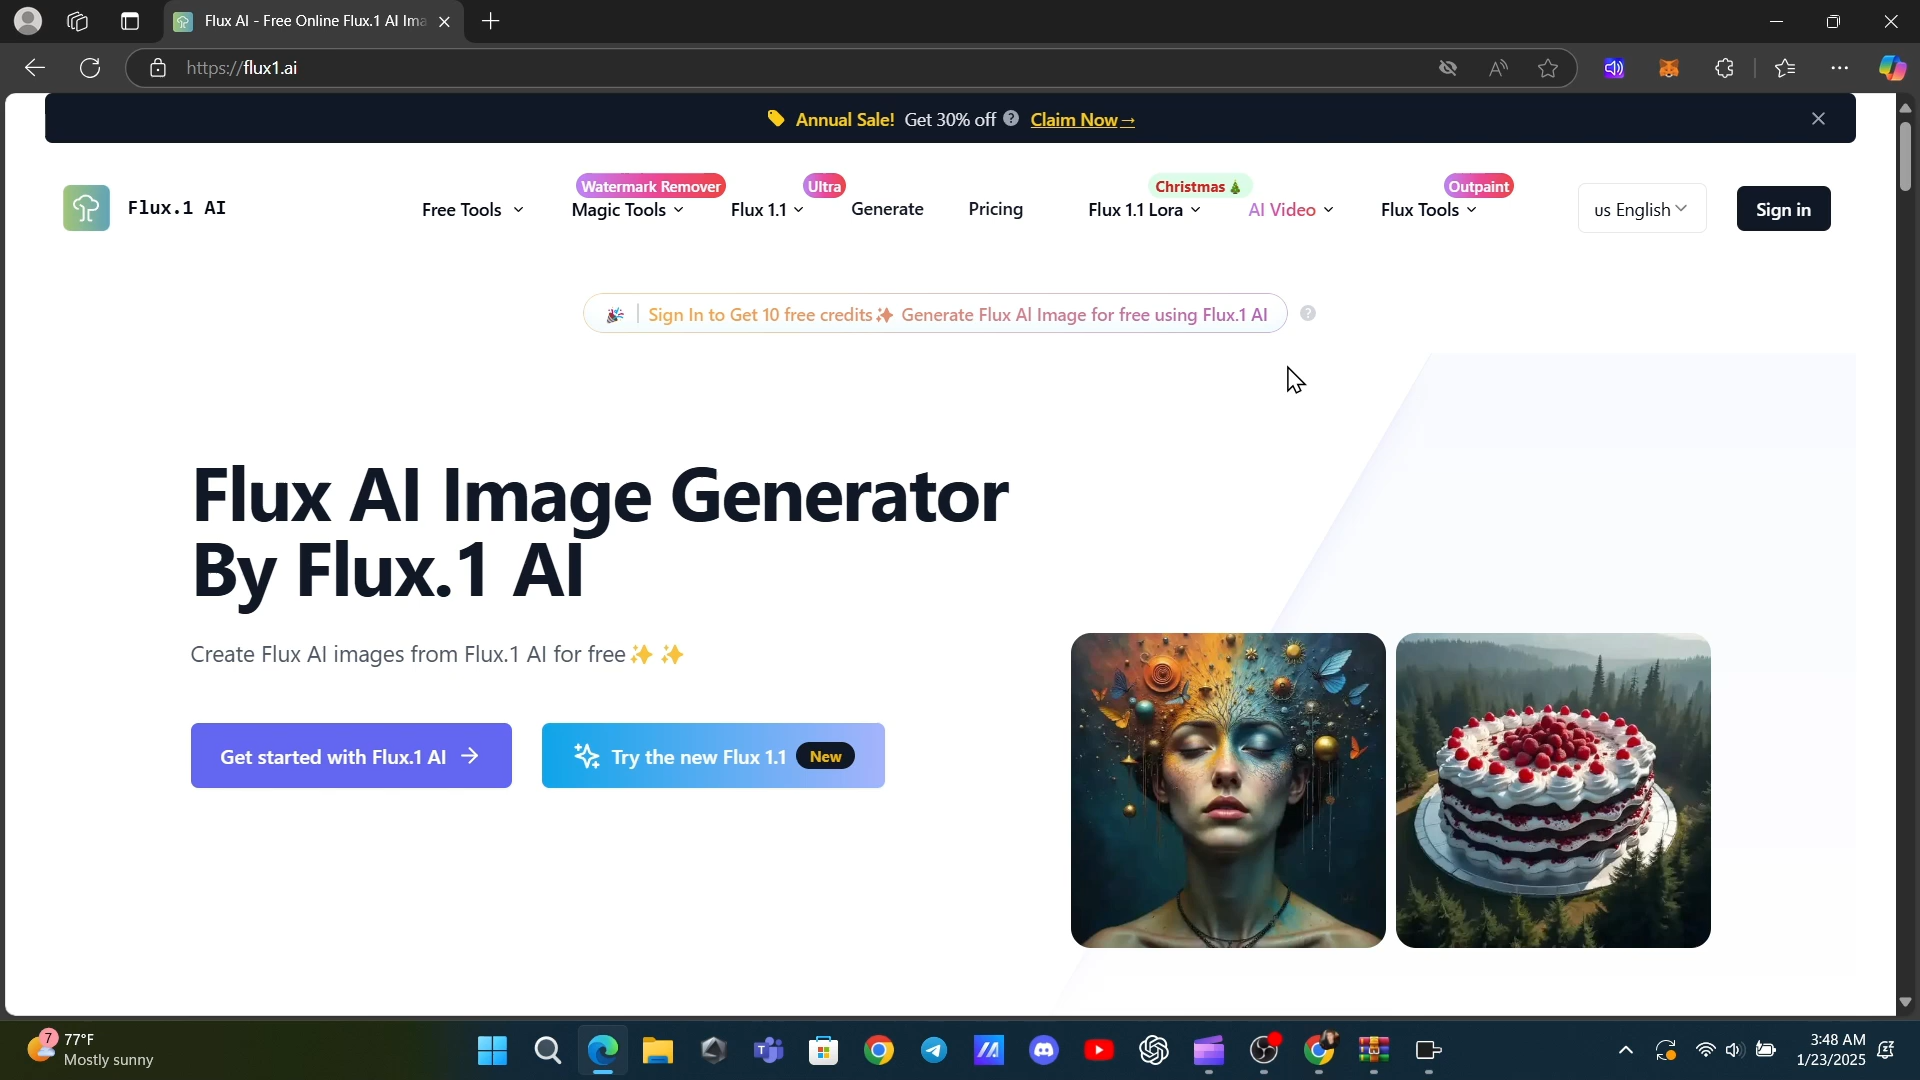 Flux AI - Free Online Flux.1 AI Ima
https://flux1.ai
Annual Sale! Get 30% off ? Claim Now→
Flux.1 AI
Free Tools
Watermark Remover
Magic Tools
Ultra
Flux 1.1
Generate
Pricing
Christmas🎄
Flux 1.1 Lora
AI Video
Outpaint
Flux Tools
us English
Sign in
🎉 | Sign In to Get 10 free credits✨ Generate Flux AI Image for free using Flux.1 AI ?
Flux AI Image Generator
By Flux.1 AI
Create Flux AI images from Flux.1 AI for free✨ ✨
Get started with Flux.1 AI →
Try the new Flux 1.1 New
7
77°F
Mostly sunny
3:48 AM
1/23/2025